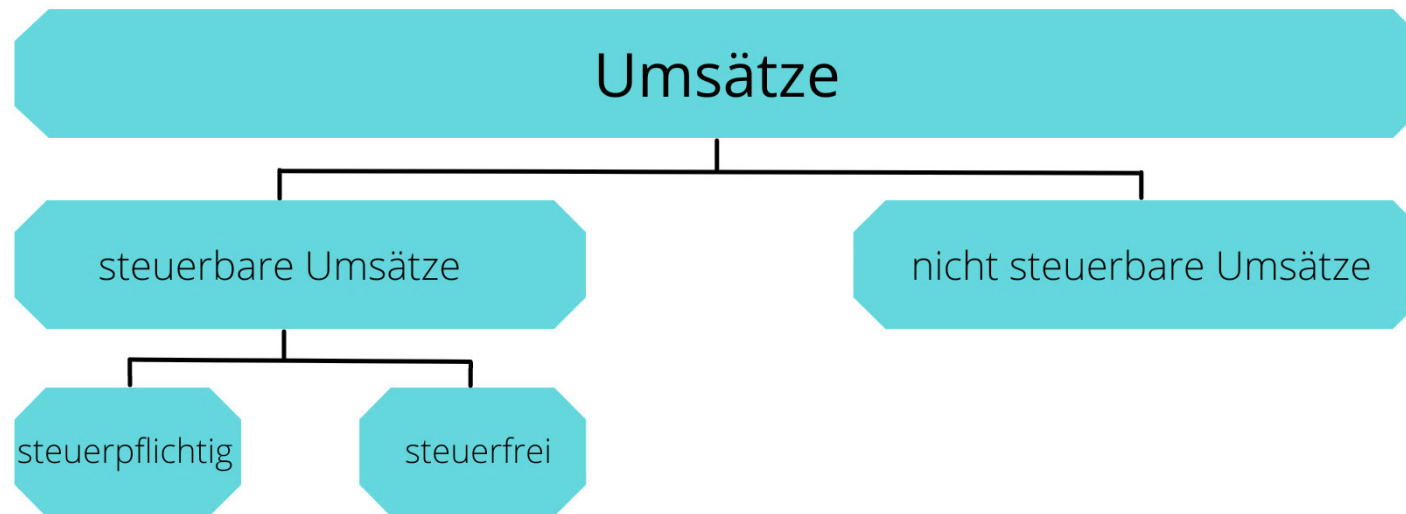 Umsätze
steuerbare Umsätze
nicht steuerbare Umsätze
steuerpflichtig
steuerfrei